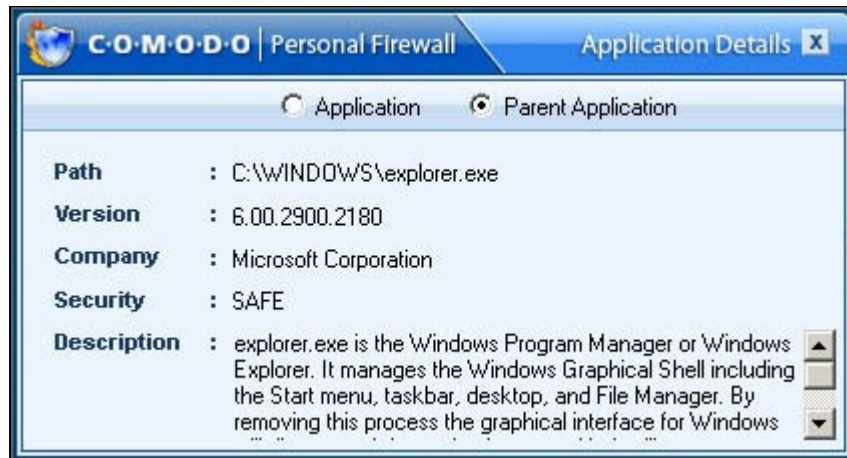 C·O·M·O·D·O | Personal Firewall
Application Details X
Application Parent Application
Path : C:\WINDOWS\explorer.exe
Version : 6.00.2900.2180
Company : Microsoft Corporation
Security : SAFE
Description : explorer.exe is the Windows Program Manager or Windows
Explorer. It manages the Windows Graphical Shell including
the Start menu, taskbar, desktop, and File Manager. By
removing this process the graphical interface for Windows